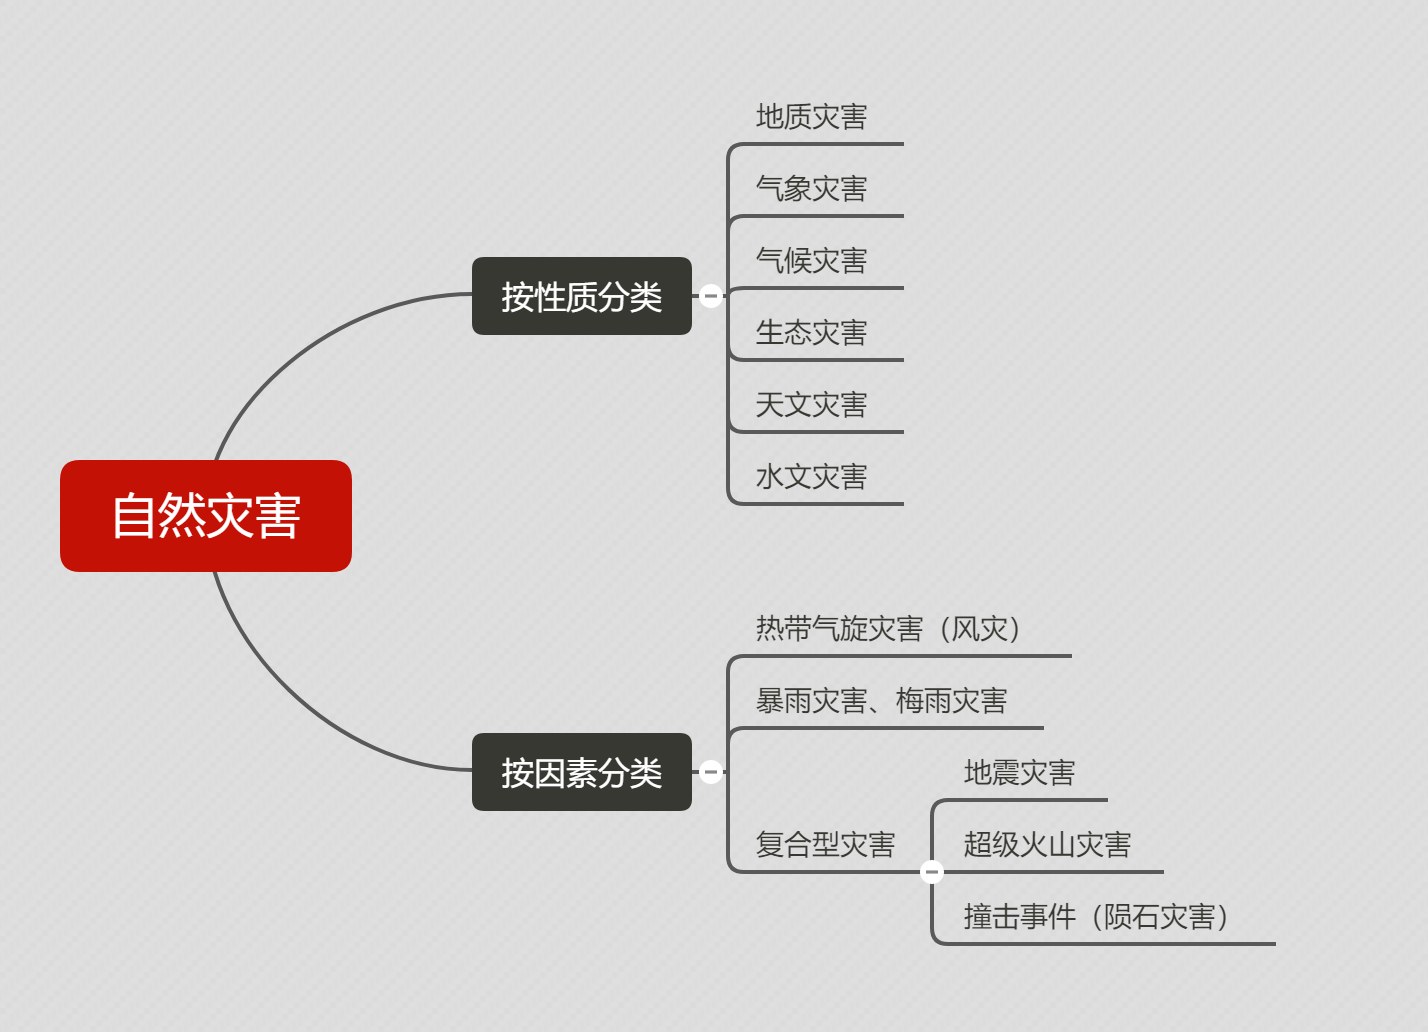 自然灾害
按性质分类
地质灾害
气象灾害
气候灾害
生态灾害
天文灾害
水文灾害
按因素分类
热带气旋灾害（风灾）
暴雨灾害、梅雨灾害
复合型灾害
地震灾害
超级火山灾害
撞击事件（陨石灾害）